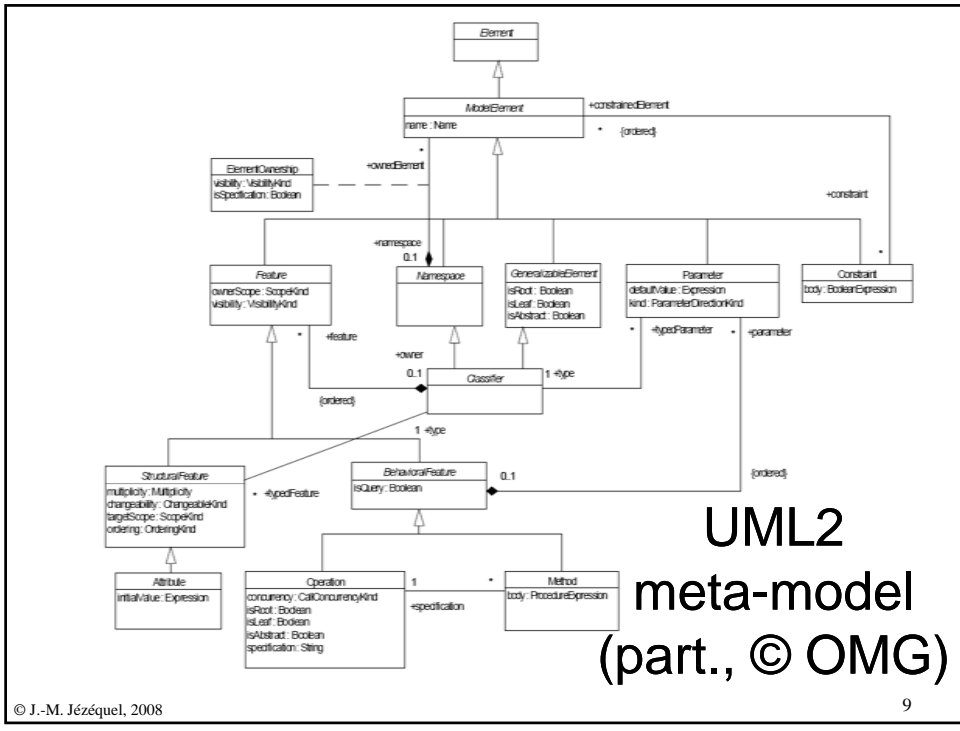 Element
ModelElement
name : Name
+constrainedElement
*
{ordered}
*
+ownedElement
ElementOwnership
visibility : VisibilityKind
isSpecification : Boolean
+constraint
*
+namespace
0..1
Feature
ownerScope : ScopeKind
visibility : VisibilityKind
Namespace
GeneralizableElement
isRoot : Boolean
isLeaf : Boolean
isAbstract : Boolean
Parameter
defaultValue : Expression
kind : ParameterDirectionKind
Constraint
body : BooleanExpression
*
+feature
*
+typedParameter
*
+parameter
+owner
0..1
Classifier
1 +type
{ordered}
1 +type
StructuralFeature
multiplicity : Multiplicity
changeability : ChangeableKind
targetScope : ScopeKind
ordering : OrderingKind
* +typedFeature
BehavioralFeature
isQuery : Boolean
0..1
{ordered}
Attribute
initialValue : Expression
Operation
concurrency : CallConcurrencyKind
isRoot : Boolean
isLeaf : Boolean
isAbstract : Boolean
specification : String
1
+specification
*
Method
body : ProcedureExpression
UML2
meta-model
(part., © OMG)
© J.-M. Jézéquel, 2008
9